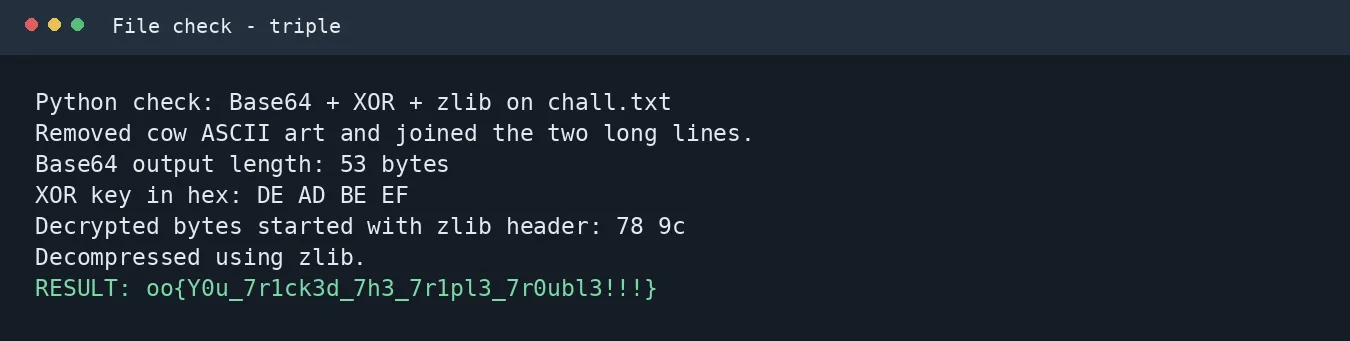 File check - triple
Python check: Base64 + XOR + zlib on chall.txt
Removed cow ASCII art and joined the two long lines.
Base64 output length: 53 bytes
XOR key in hex: DE AD BE EF
Decrypted bytes started with zlib header: 78 9c
Decompressed using zlib.
RESULT: oo{Y0u_7r1ck3d_7h3_7r1pl3_7r0ubl3!!!}